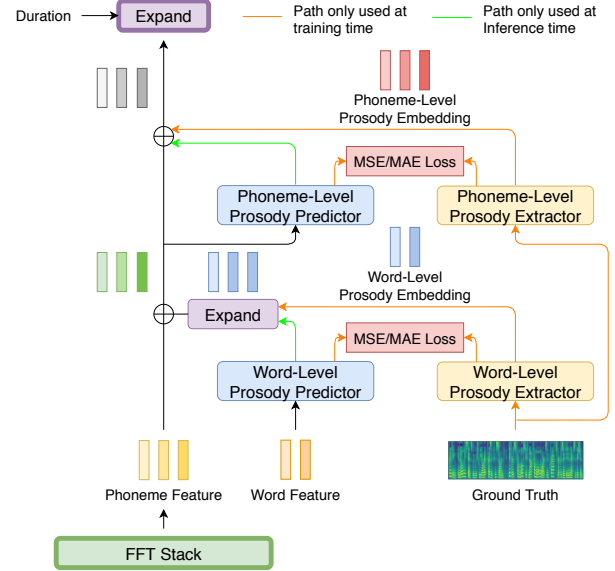 Duration
Expand
Path only used at
training time
Path only used at
Inference time
Phoneme-Level
Prosody Embedding
MSE/MAE Loss
Phoneme-Level
Prosody Predictor
Phoneme-Level
Prosody Extractor
Word-Level
Prosody Embedding
Expand
MSE/MAE Loss
Word-Level
Prosody Predictor
Word-Level
Prosody Extractor
Phoneme Feature
Word Feature
Ground Truth
FFT Stack